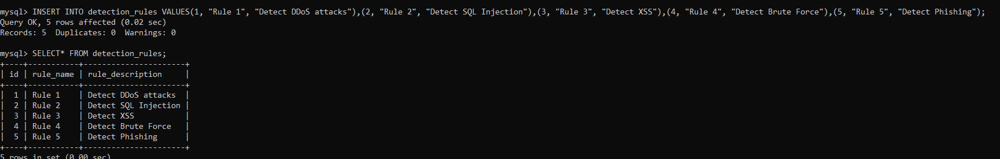 mysql> INSERT INTO detection_rules VALUES(1, "Rule 1", "Detect DDoS attacks"),(2, "Rule 2", "Detect SQL Injection"),(3, "Rule 3", "Detect XSS"),(4, "Rule 4", "Detect Brute Force"),(5, "Rule 5", "Detect Phishing");
Query OK, 5 rows affected (0.02 sec)
Records: 5  Duplicates: 0  Warnings: 0
mysql> SELECT* FROM detection_rules;
+----+-----------+----------------------+
| id | rule_name | rule_description     |
+----+-----------+----------------------+
|  1 | Rule 1    | Detect DDoS attacks  |
|  2 | Rule 2    | Detect SQL Injection |
|  3 | Rule 3    | Detect XSS           |
|  4 | Rule 4    | Detect Brute Force   |
|  5 | Rule 5    | Detect Phishing      |
+----+-----------+----------------------+
5 rows in set (0.00 sec)